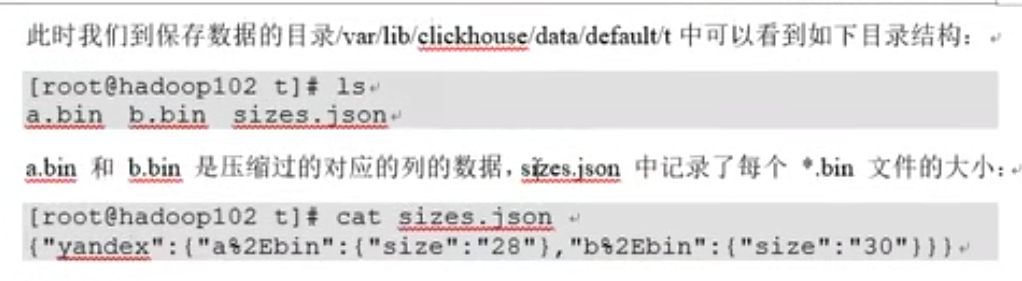 此时我们到保存数据的目录/var/lib/clickhouse/data/default/t 中可以看到如下目录结构：
[root@hadoop102 t]# ls
a.bin  b.bin  sizes.json
a.bin 和 b.bin 是压缩过的对应的列的数据，sizes.json 中记录了每个 *.bin 文件的大小：
[root@hadoop102 t]# cat sizes.json
{"yandex":{"a%2Ebin":{"size":"28"},"b%2Ebin":{"size":"30"}}}